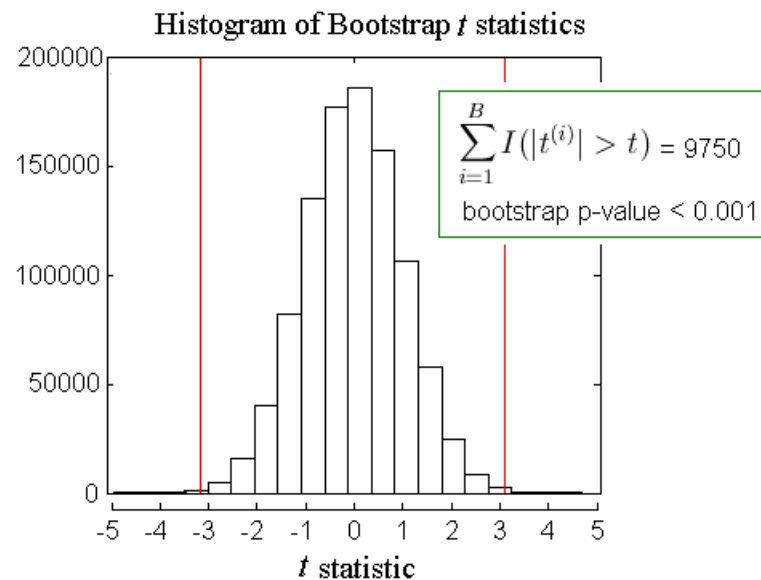 Histogram of Bootstrap t statistics
200000
150000
100000
50000
0
B
∑ I(|t^(i)| > t) = 9750
i=1
bootstrap p-value < 0.001
-5 -4 -3 -2 -1 0 1 2 3 4 5
t statistic